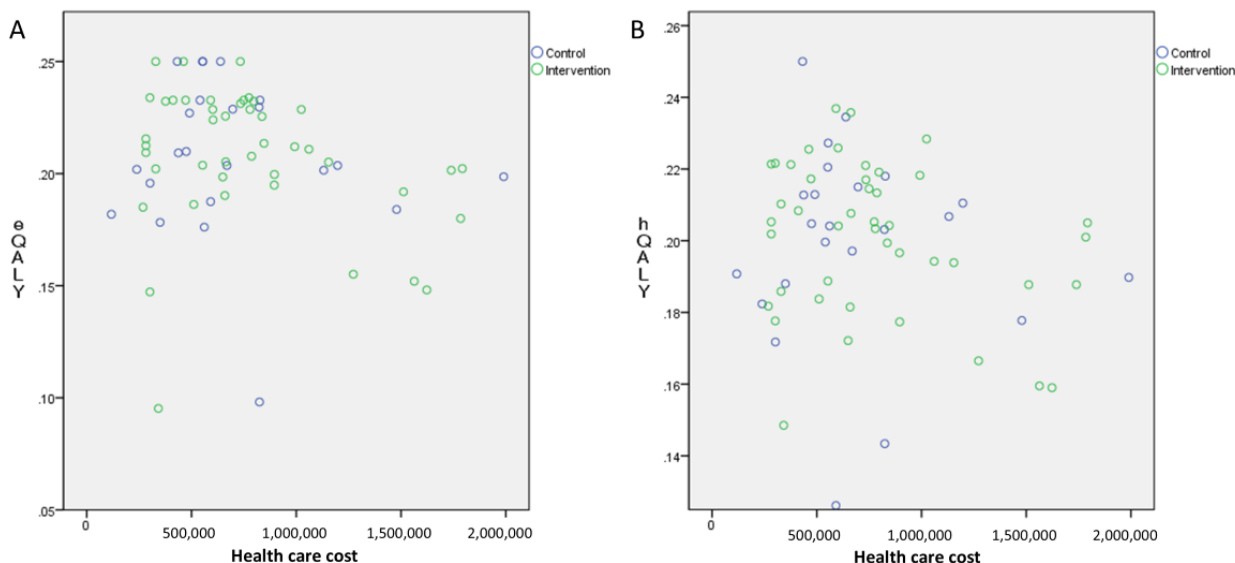 A
.25
.20
.15
.10
.05
e
Q
A
L
Y
0
500,000
1,000,000
1,500,000
2,000,000
Health care cost
Control
Intervention
B
.26
.24
.22
.20
.18
.16
.14
h
Q
A
L
Y
0
500,000
1,000,000
1,500,000
2,000,000
Health care cost
Control
Intervention